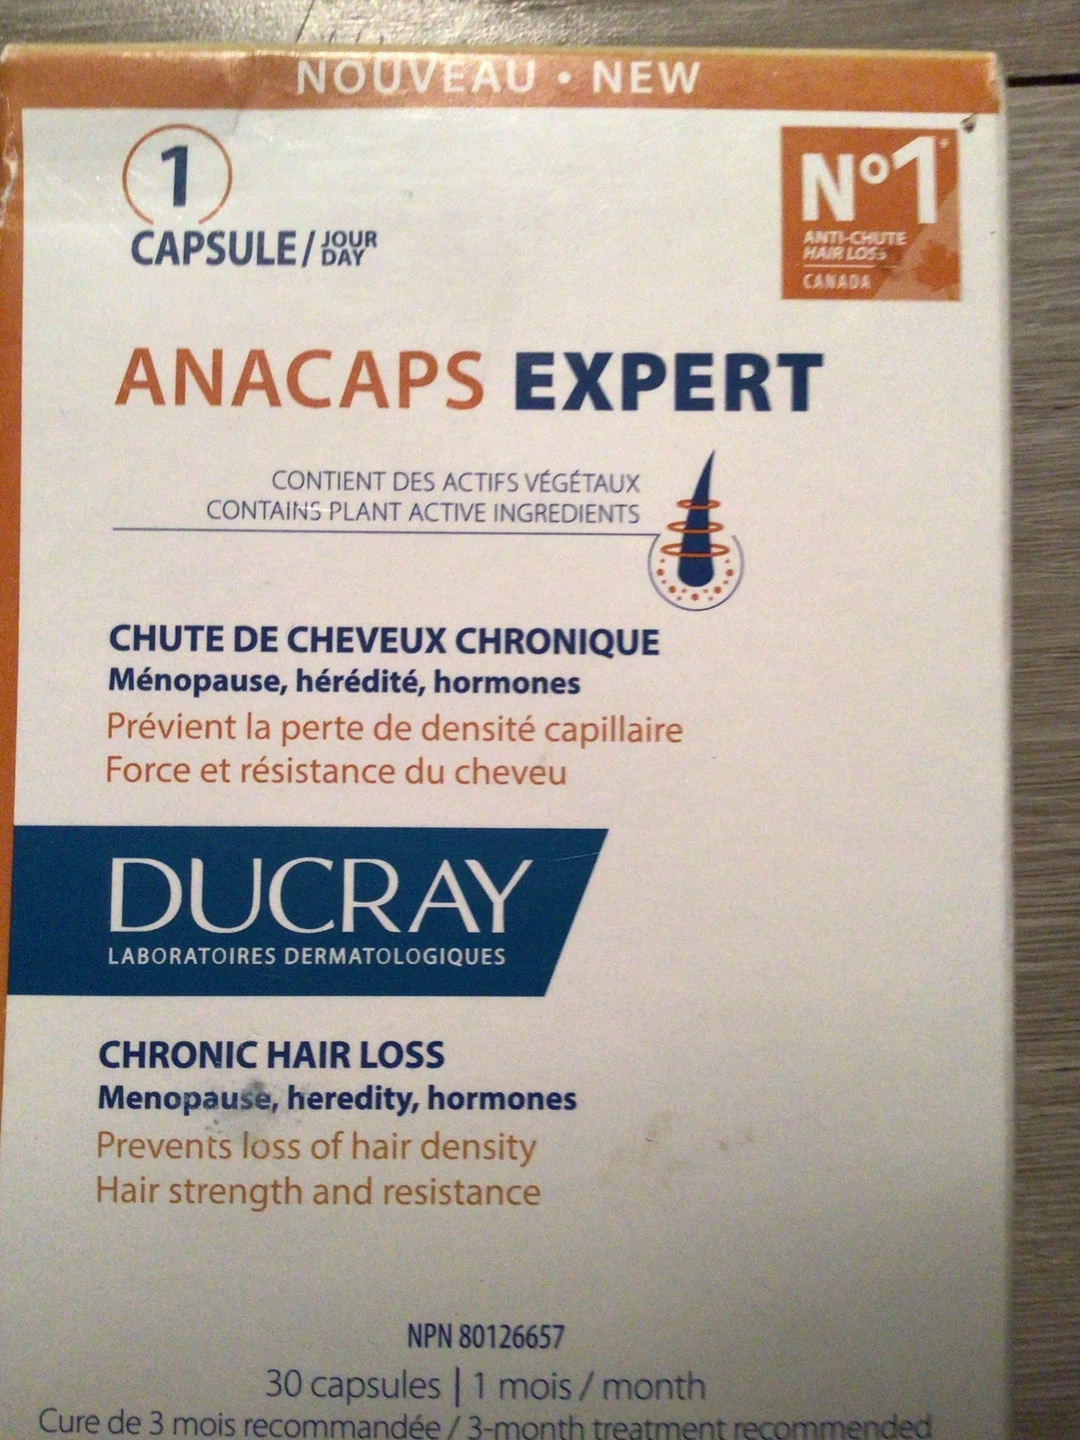 NOUVEAU • NEW
1
CAPSULE / JOUR DAY
Nº1*
ANTI-CHUTE
HAIR LOSS
CANADA
ANACAPS EXPERT
CONTIENT DES ACTIFS VÉGÉTAUX
CONTAINS PLANT ACTIVE INGREDIENTS
CHUTE DE CHEVEUX CHRONIQUE
Ménopause, hérédité, hormones
Prévient la perte de densité capillaire
Force et résistance du cheveu
DUCRAY
LABORATOIRES DERMATOLOGIQUES
CHRONIC HAIR LOSS
Menopause, heredity, hormones
Prevents loss of hair density
Hair strength and resistance
NPN 80126657
30 capsules | 1 mois / month
Cure de 3 mois recommandée / 3-month treatment recommended